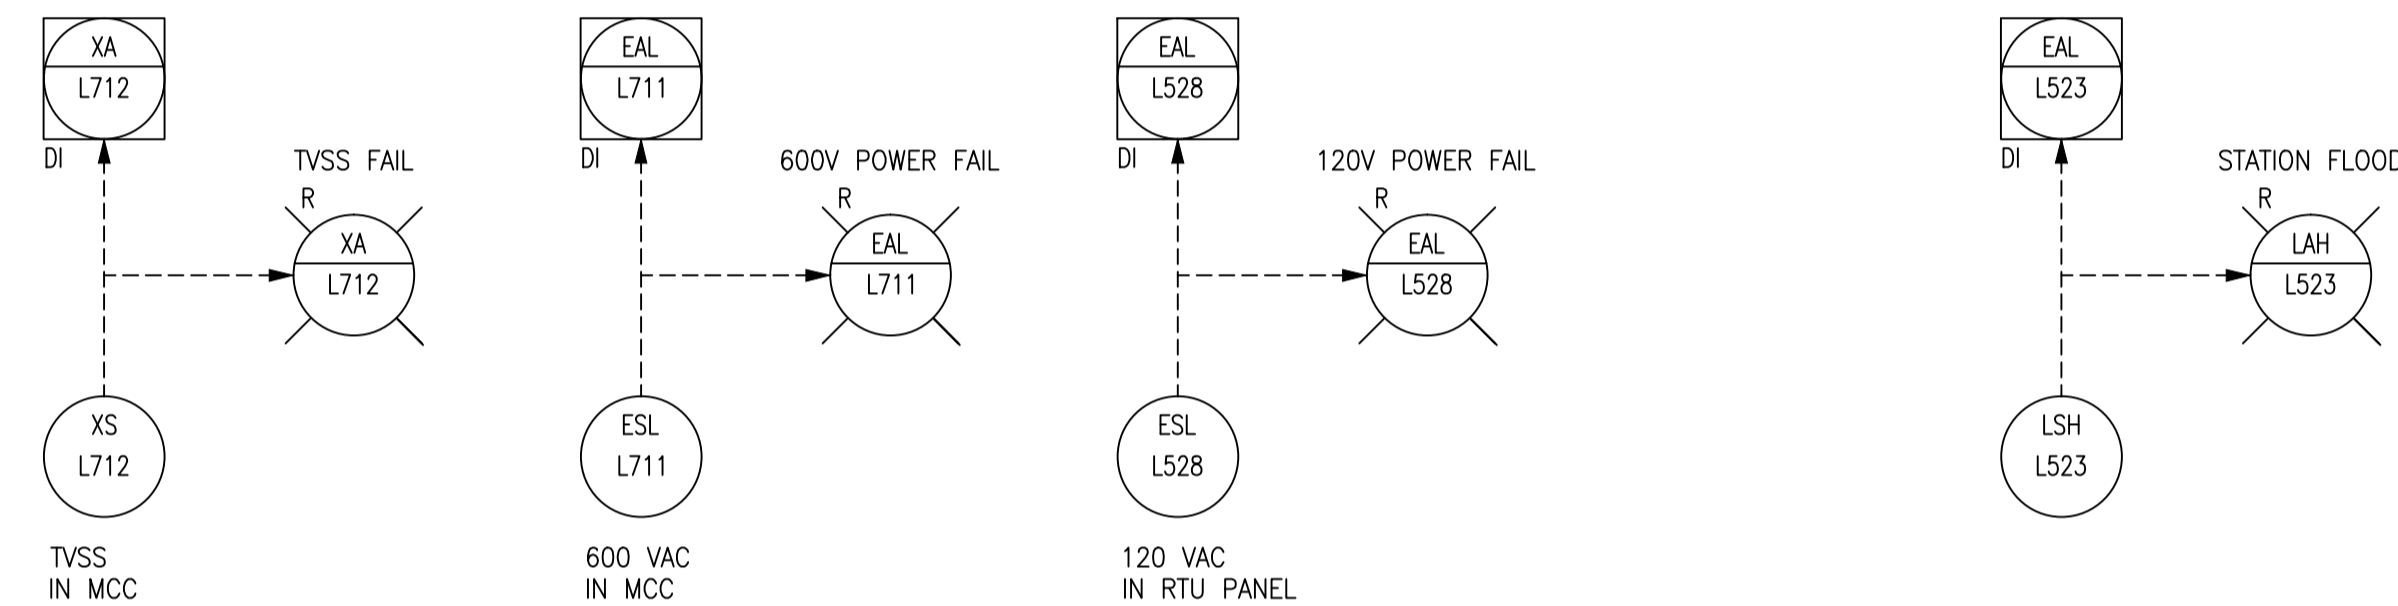 XA
L712
DI
TVSS FAIL
R
XA
L712
XS
L712
TVSS
IN MCC
EAL
L711
DI
600V POWER FAIL
R
EAL
L711
ESL
L711
600 VAC
IN MCC
EAL
L528
DI
120V POWER FAIL
R
EAL
L528
ESL
L528
120 VAC
IN RTU PANEL
EAL
L523
DI
STATION FLOOD
R
LAH
L523
LSH
L523